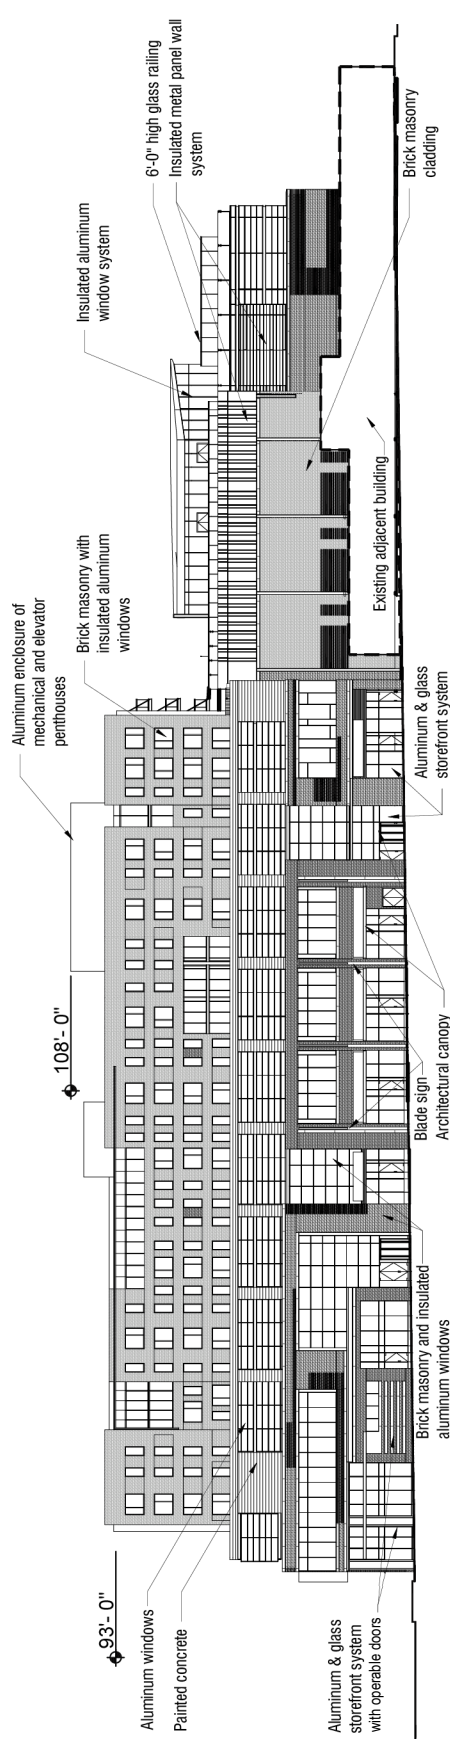 93'- 0"
Aluminum windows
Painted concrete
Aluminum & glass
storefront system
with operable doors
108'- 0"
Aluminum enclosure of
mechanical and elevator
penthouses
Brick masonry with
insulated aluminum
windows
Insulated aluminum
window system
6'-0" high glass railing
Insulated metal panel wall
system
Brick masonry
cladding
Existing adjacent building
Aluminum & glass
storefront system
Blade sign
Architectural canopy
Brick masonry and insulated
aluminum windows